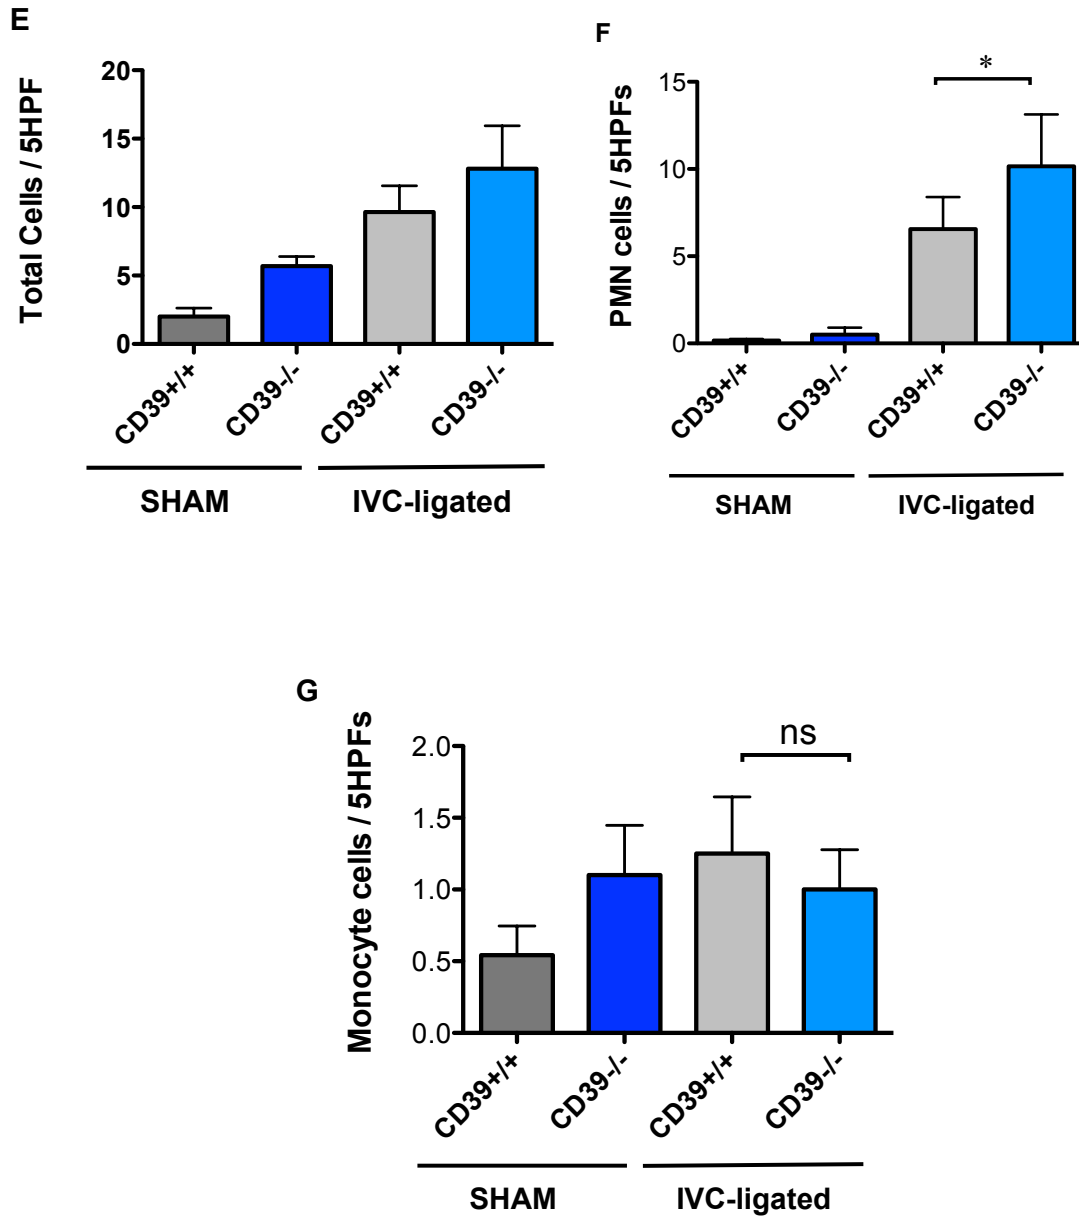 E
Total Cells / 5HPF
20
15
10
5
0
CD39+/+
CD39-/-
CD39+/+
CD39-/-
SHAM
IVC-ligated
F
PMN cells / 5HPFs
15
10
5
0
*
CD39+/+
CD39-/-
CD39+/+
CD39-/-
SHAM
IVC-ligated
G
Monocyte cells / 5HPFs
2.0
1.5
1.0
0.5
0.0
ns
CD39+/+
CD39-/-
CD39+/+
CD39-/-
SHAM
IVC-ligated